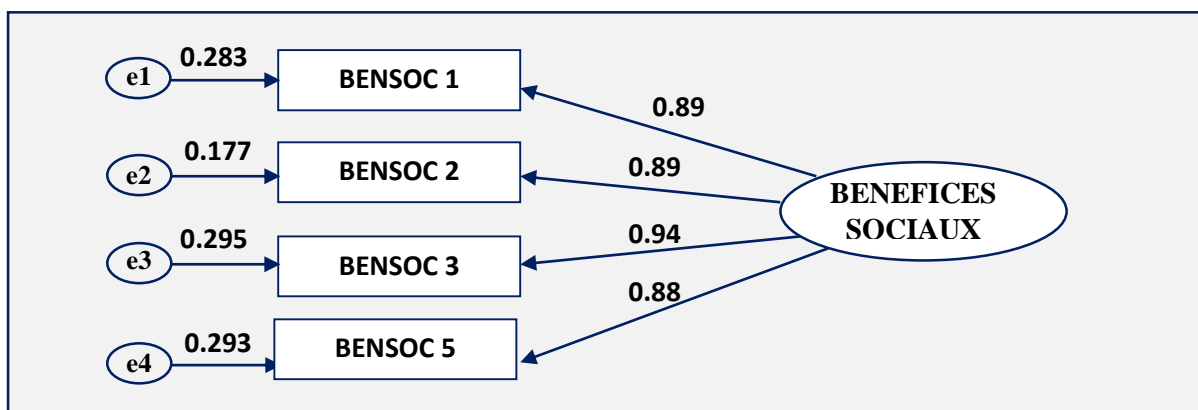 0.283
e1
BENSOC 1
0.89
0.177
e2
BENSOC 2
0.89
BENEFICES
SOCIAUX
0.295
e3
BENSOC 3
0.94
0.293
e4
BENSOC 5
0.88